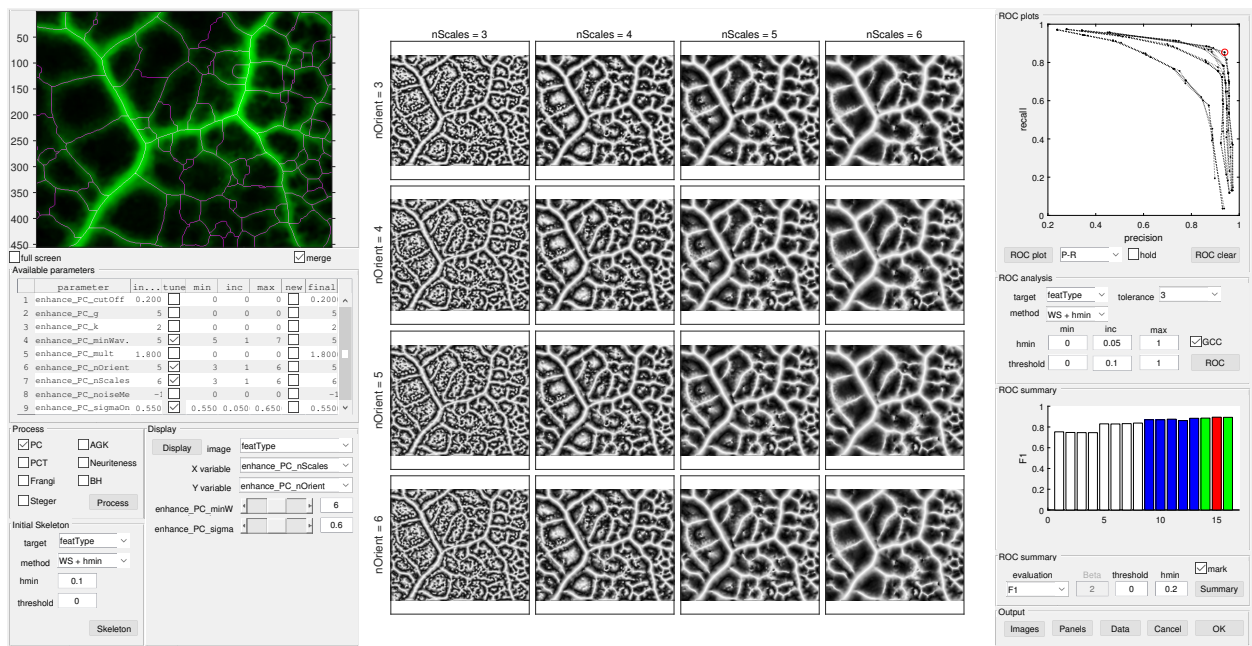 50
100
150
200
250
300
350
400
450
full screen
merge
Available parameters
parameter in... tune min inc max new final
1 enhance_PC_cutOff 0.200 0 0 0 0.200
2 enhance_PC_g 5 0 0 0 5
3 enhance_PC_k 2 0 0 0 2
4 enhance_PC_minWav. 5 5 1 7 5
5 enhance_PC_mult 1.800 0 0 0 1.800
6 enhance_PC_nOrient 5 3 1 6 5
7 enhance_PC_nScales 6 3 1 6 6
8 enhance_PC_noiseMe -1 0 0 0 -1
9 enhance_PC_sigmaOn 0.550 0.550 0.050 0.650 0.550
Process
PC
AGK
PCT
Neuriteness
Frangi
BH
Steger
Process
Initial Skeleton
target featType
method WS + hmin
hmin 0.1
threshold 0
Skeleton
Display
Display image featType
X variable enhance_PC_nScales
Y variable enhance_PC_nOrient
enhance_PC_minW 6
enhance_PC_sigma 0.6
nScales = 3
nScales = 4
nScales = 5
nScales = 6
nOrient = 3
nOrient = 4
nOrient = 5
nOrient = 6
ROC plots
1
0.8
0.6
0.4
0.2
0
recall
0.2 0.4 0.6 0.8 1
precision
ROC plot P-R hold ROC clear
ROC analysis
target featType tolerance 3
method WS + hmin
min inc max
hmin 0 0.05 1 GCC
threshold 0 0.1 1 ROC
ROC summary
1
0.8
0.6
0.4
0.2
0
F1
0 5 10 15
ROC summary
mark
evaluation Beta threshold hmin
F1 2 0 0.2 Summary
Output
Images Panels Data Cancel OK